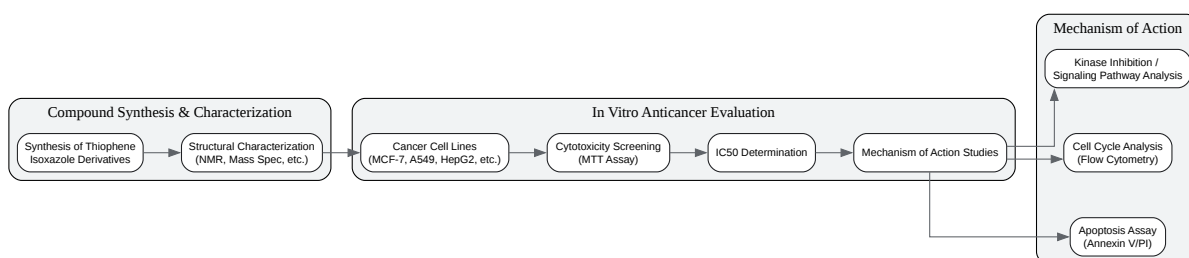 Compound Synthesis & Characterization
Synthesis of Thiophene
Isoxazole Derivatives
Structural Characterization
(NMR, Mass Spec, etc.)
In Vitro Anticancer Evaluation
Cancer Cell Lines
(MCF-7, A549, HepG2, etc.)
Cytotoxicity Screening
(MTT Assay)
IC50 Determination
Mechanism of Action Studies
Mechanism of Action
Kinase Inhibition /
Signaling Pathway Analysis
Cell Cycle Analysis
(Flow Cytometry)
Apoptosis Assay
(Annexin V/PI)